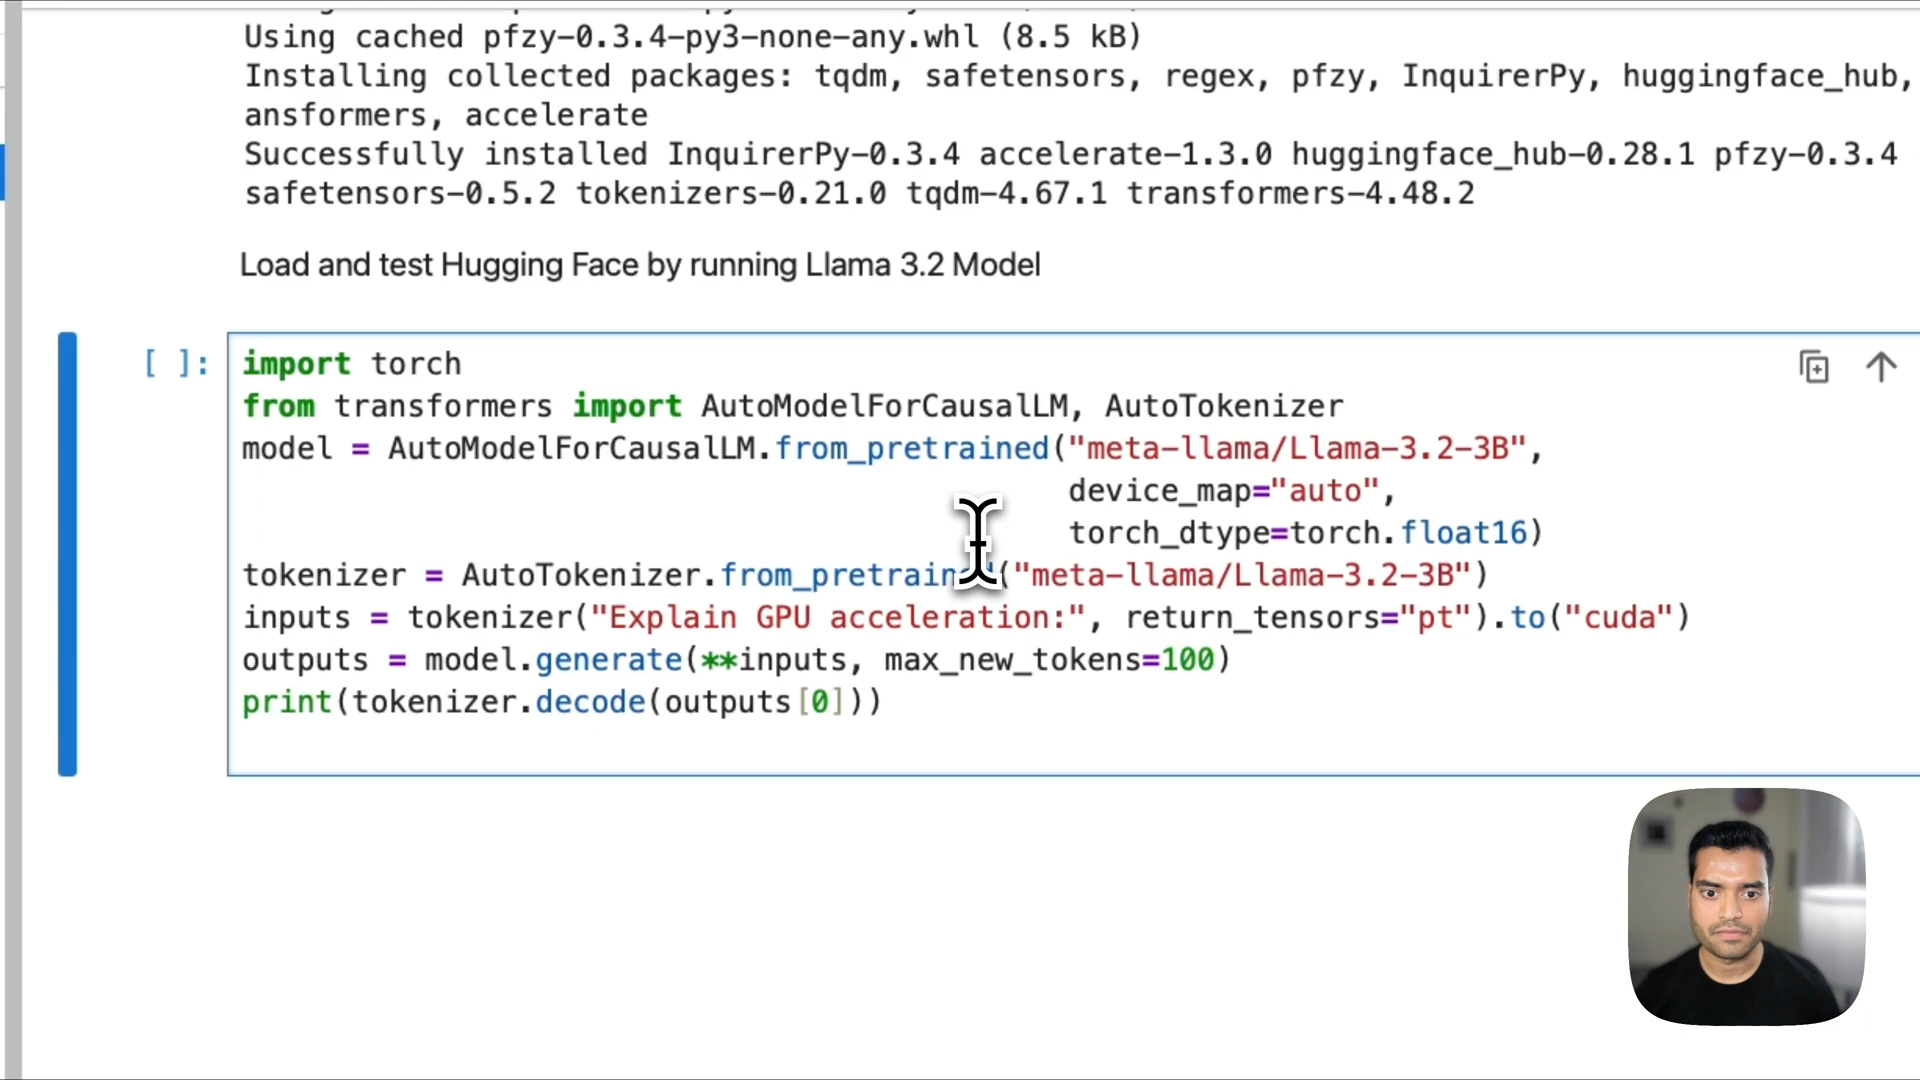 Using cached pfzy-0.3.4-py3-none-any.whl (8.5 kB)
Installing collected packages: tqdm, safetensors, regex, pfzy, InquirerPy, huggingface_hub,
ansformers, accelerate
Successfully installed InquirerPy-0.3.4 accelerate-1.3.0 huggingface_hub-0.28.1 pfzy-0.3.4
safetensors-0.5.2 tokenizers-0.21.0 tqdm-4.67.1 transformers-4.48.2
Load and test Hugging Face by running Llama 3.2 Model
[ ]:
import torch
from transformers import AutoModelForCausalLM, AutoTokenizer
model = AutoModelForCausalLM.from_pretrained("meta-llama/Llama-3.2-3B",
device_map="auto",
torch_dtype=torch.float16)
tokenizer = AutoTokenizer.from_pretrained("meta-llama/Llama-3.2-3B")
inputs = tokenizer("Explain GPU acceleration:", return_tensors="pt").to("cuda")
outputs = model.generate(**inputs, max_new_tokens=100)
print(tokenizer.decode(outputs[0]))